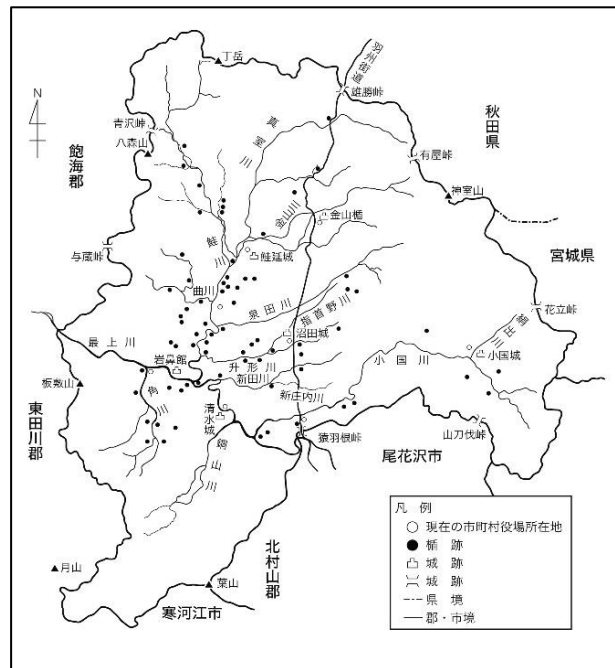 丁岳
羽州街道
雄勝峠
秋田県
青沢峠
八森山
真室川
有屋峠
飽海郡
神室山
金山川
金山楯
宮城県
鮭川
鮭延城
与蔵峠
曲川
泉田川
指首野川
花立峠
最上川
沼田城
小国川
小国城
岩鼻館
升形川
新田川
板敷山
角川
新庄内川
東田川郡
清水城
猿羽根峠
山刀伐峠
尾花沢市
銅山川
北村山郡
月山
葉山
寒河江市
N
凡 例
現在の市町村役場所在地
楯 跡
城 跡
城 跡
県 境
郡・市境